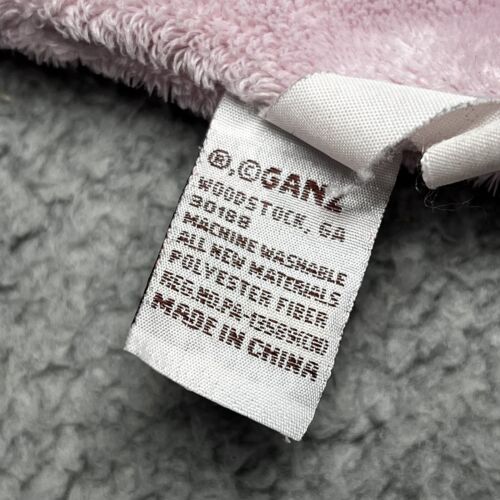 ®,©GANZ
WOODSTOCK, GA
30188
MACHINE WASHABLE
ALL NEW MATERIALS
POLYESTER FIBER
REG.NO.PA-13589(CN)
MADE IN CHINA